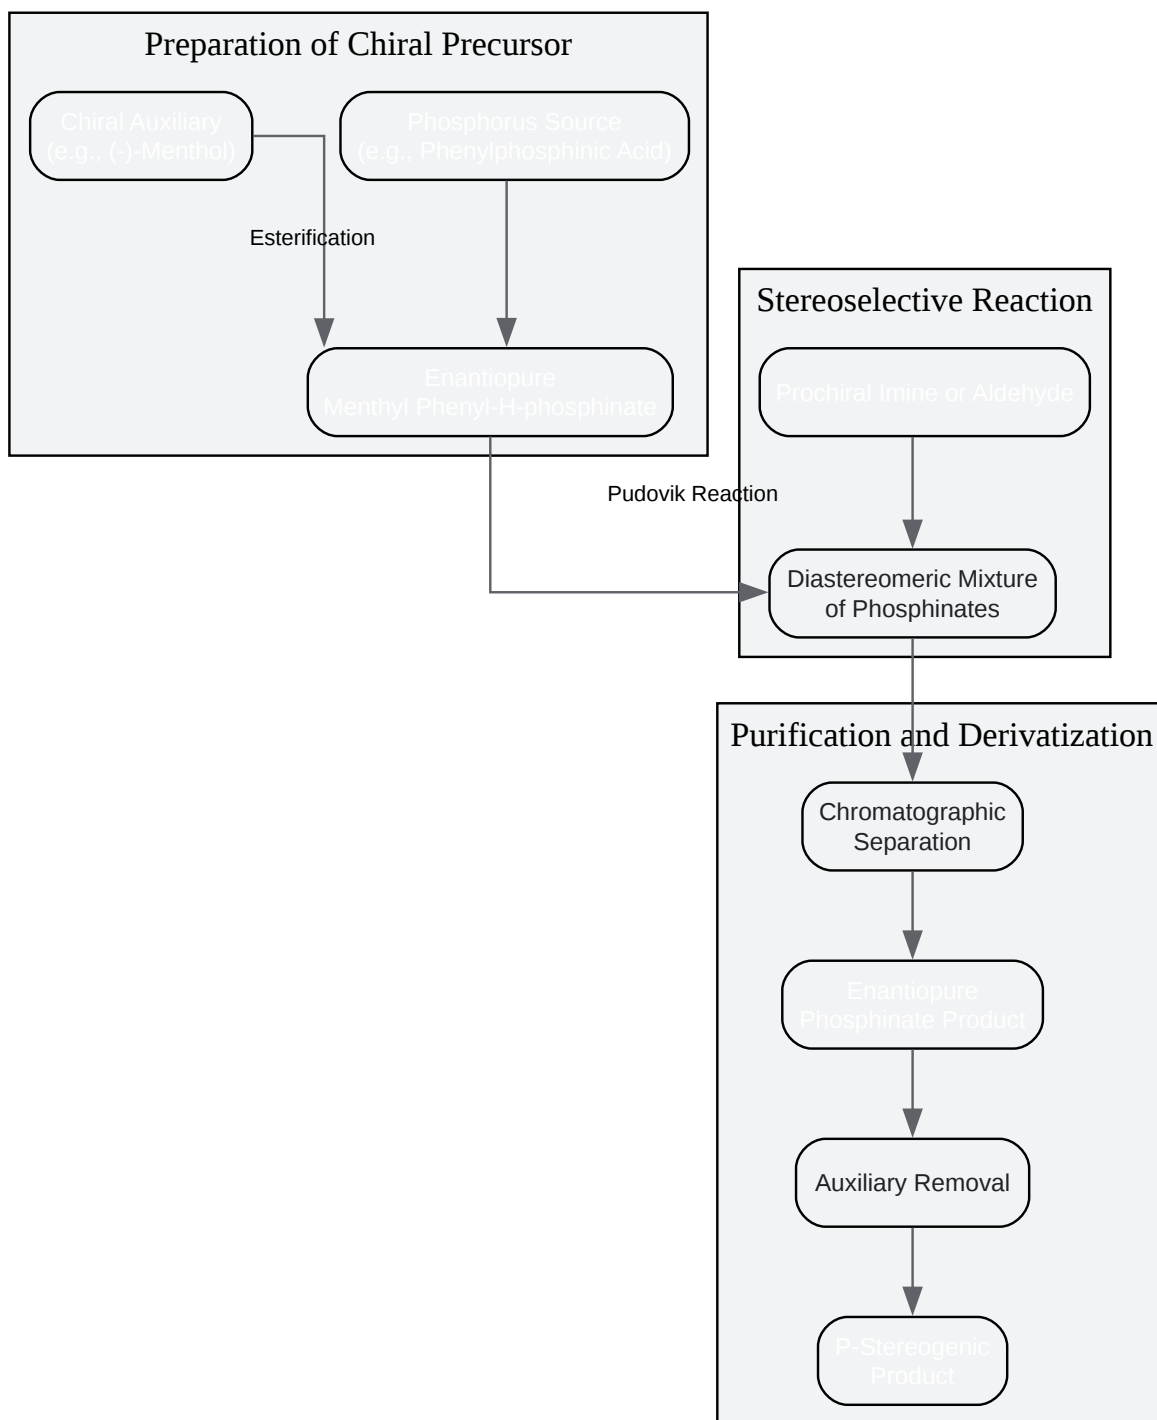 Preparation of Chiral Precursor
Chiral Auxiliary
(e.g., (-)-Menthol)
Phosphorus Source
(e.g., Phenylphosphinic Acid)
Esterification
Enantiopure
Menthyl Phenyl-H-phosphinate
Stereoselective Reaction
Prochiral Imine or Aldehyde
Pudovik Reaction
Diastereomeric Mixture
of Phosphinates
Purification and Derivatization
Chromatographic
Separation
Enantiopure
Phosphinate Product
Auxiliary Removal
P-Stereogenic
Product